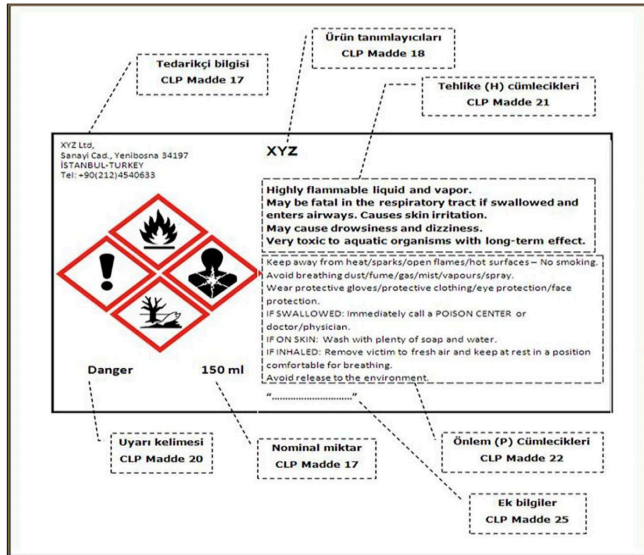 Ürün tanımlayıcıları
CLP Madde 18
Tedarikçi bilgisi
CLP Madde 17
Tehlike (H) cümlecikleri
CLP Madde 21
XYZ Ltd,
Sanayi Cad., Yenibosna 34197
İSTANBUL-TURKEY
Tel: +90(212)4540633
XYZ
Highly flammable liquid and vapor.
May be fatal in the respiratory tract if swallowed and
enters airways. Causes skin irritation.
May cause drowsness and dizziness.
Very toxic to aquatic organisms with long-term effect.
Keep away from heat/sparks/open flames/hot surfaces – No smoking.
Avoid breathing dust/fume/gas/mist/vapours/spray.
Wear protective gloves/protective clothing/eye protection/face
protection.
IF SWALLOWED: Immediately call a POISON CENTER or
doctor/physician.
IF ON SKIN: Wash with plenty of soap and water.
IF INHALED: Remove victim to fresh air and keep at rest in a position
comfortable for breathing.
Avoid release to the environment.
Danger
150 ml
"..............................."
Uyarı kelimesi
CLP Madde 20
Nominal miktar
CLP Madde 17
Önlem (P) Cümlecikleri
CLP Madde 22
Ek bilgiler
CLP Madde 25